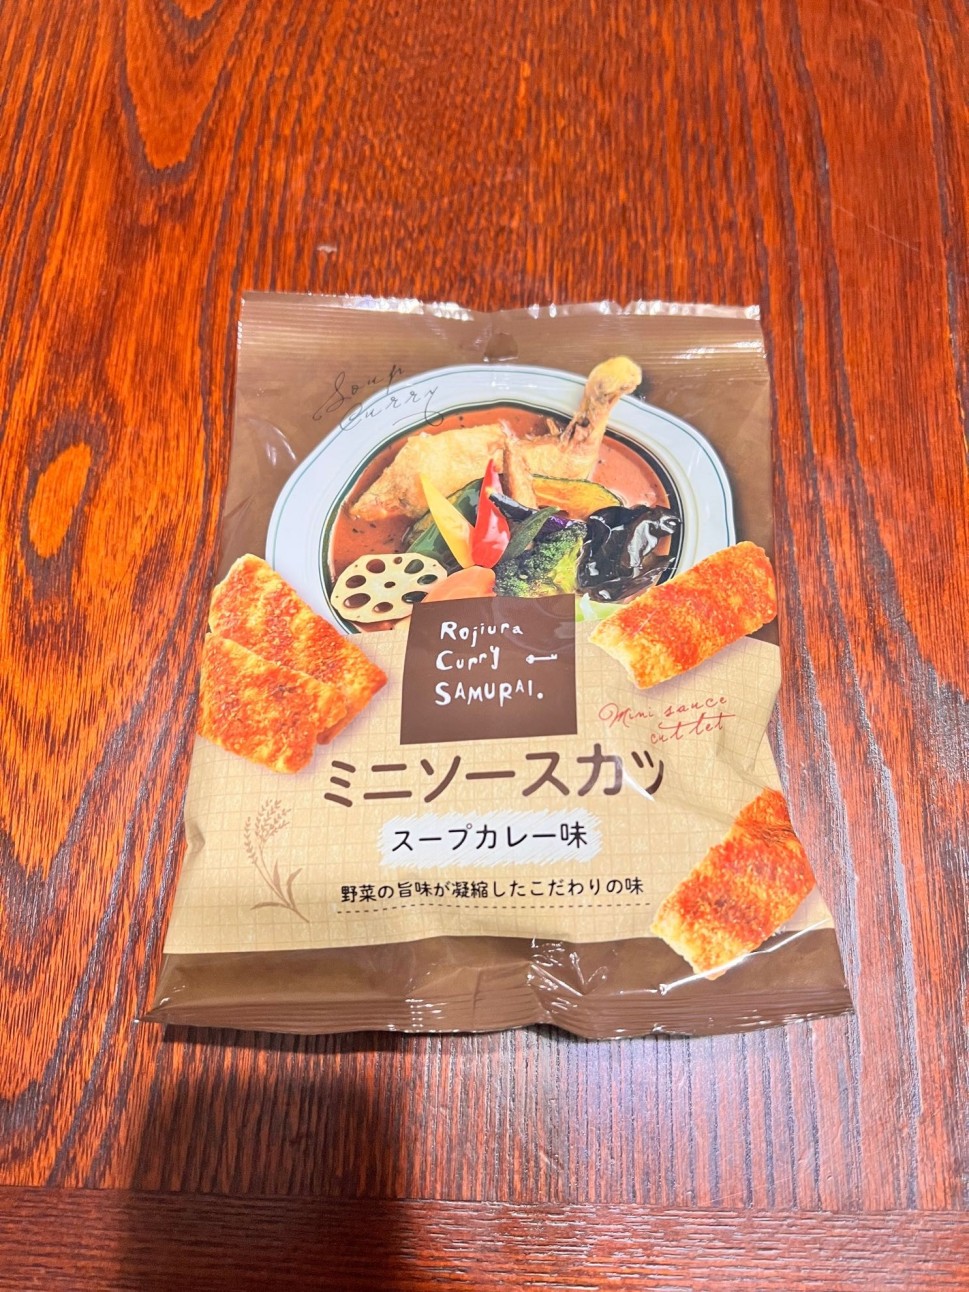 Soup
Curry
Rojiura
Curry
SAMURAI.
Mini sauce
cutlet
ミニソースカツ
スープカレー味
野菜の旨味が凝縮したこだわりの味